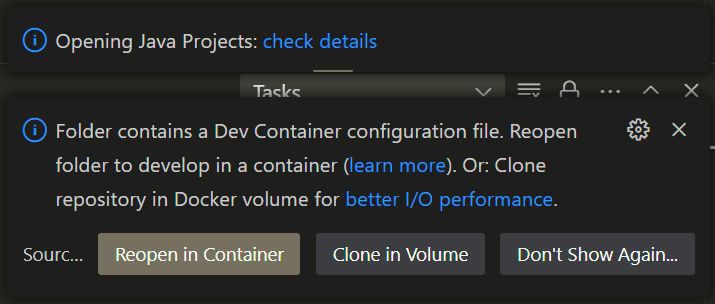 Opening Java Projects: check details
Tasks
Folder contains a Dev Container configuration file. Reopen
folder to develop in a container (learn more). Or: Clone
repository in Docker volume for better I/O performance.
Sourc... Reopen in Container Clone in Volume Don't Show Again...